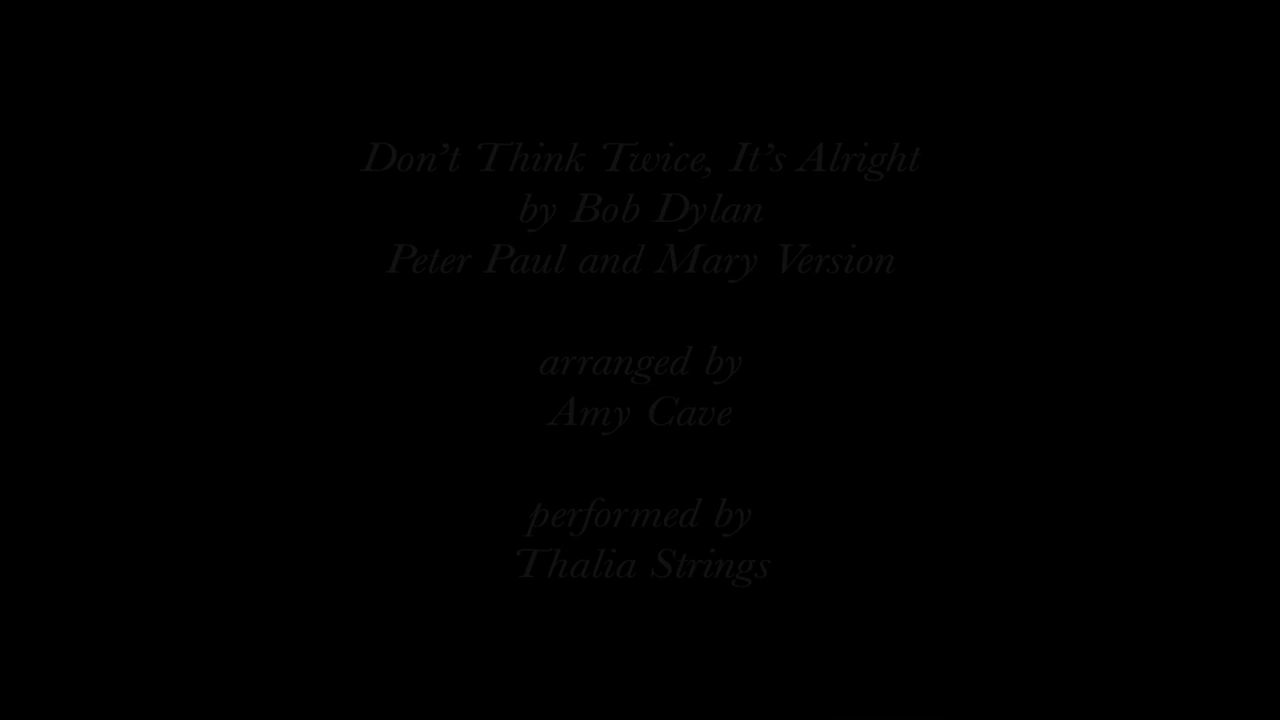 Don’t Think Twice, It’s Alright
by Bob Dylan
Peter Paul and Mary Version
arranged by
Amy Cave
performed by
Thalia Strings